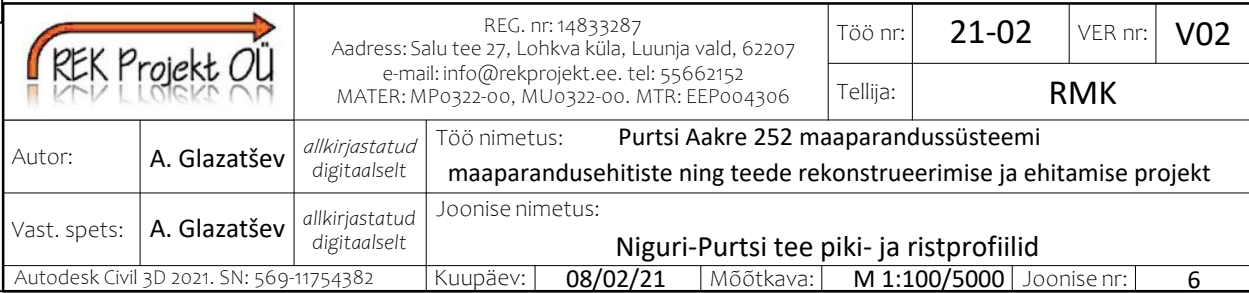 REK Projekt OÜ
REG. nr: 14833287
Aadress: Salu tee 27, Lohkva küla, Luunja vald, 62207
e-mail: info@rekprojekt.ee. tel: 55662152
MATER: MP0322-00, MU0322-00. MTR: EEP004306
Töö nr: 21-02 VER nr: V02
Tellija: RMK
Autor: A. Glazatšev allkirjastatud digitaalselt
Töö nimetus: Purtsi Aakre 252 maaparandussüsteemi
maaparandusehitiste ning teede rekonstrueerimise ja ehitamise projekt
Vast. spets: A. Glazatšev allkirjastatud digitaalselt
Joonise nimetus:
Niguri-Purtsi tee piki- ja ristprofiilid
Autodesk Civil 3D 2021. SN: 569-11754382 Kuupäev: 08/02/21 Mõõtkava: M 1:100/5000 Joonise nr: 6